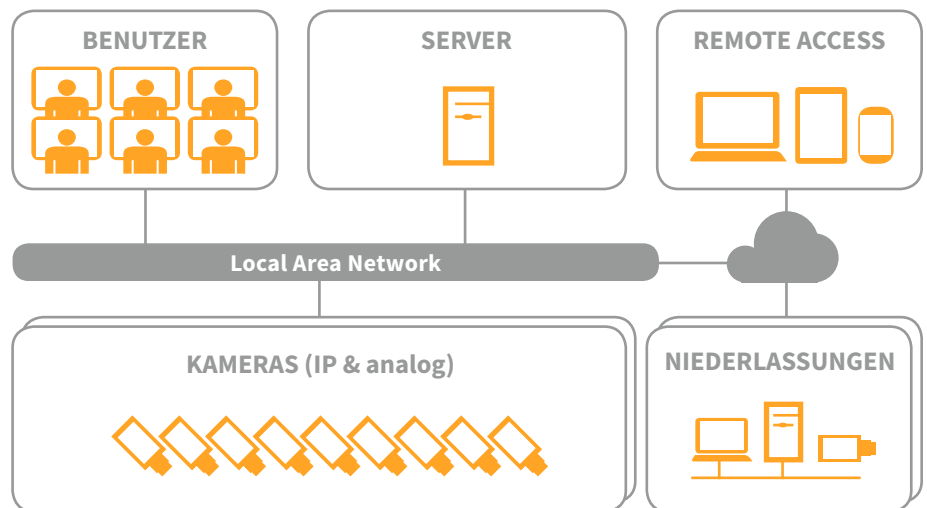 BENUTZER
SERVER
REMOTE ACCESS
Local Area Network
KAMERAS (IP & analog)
NIEDERLASSUNGEN